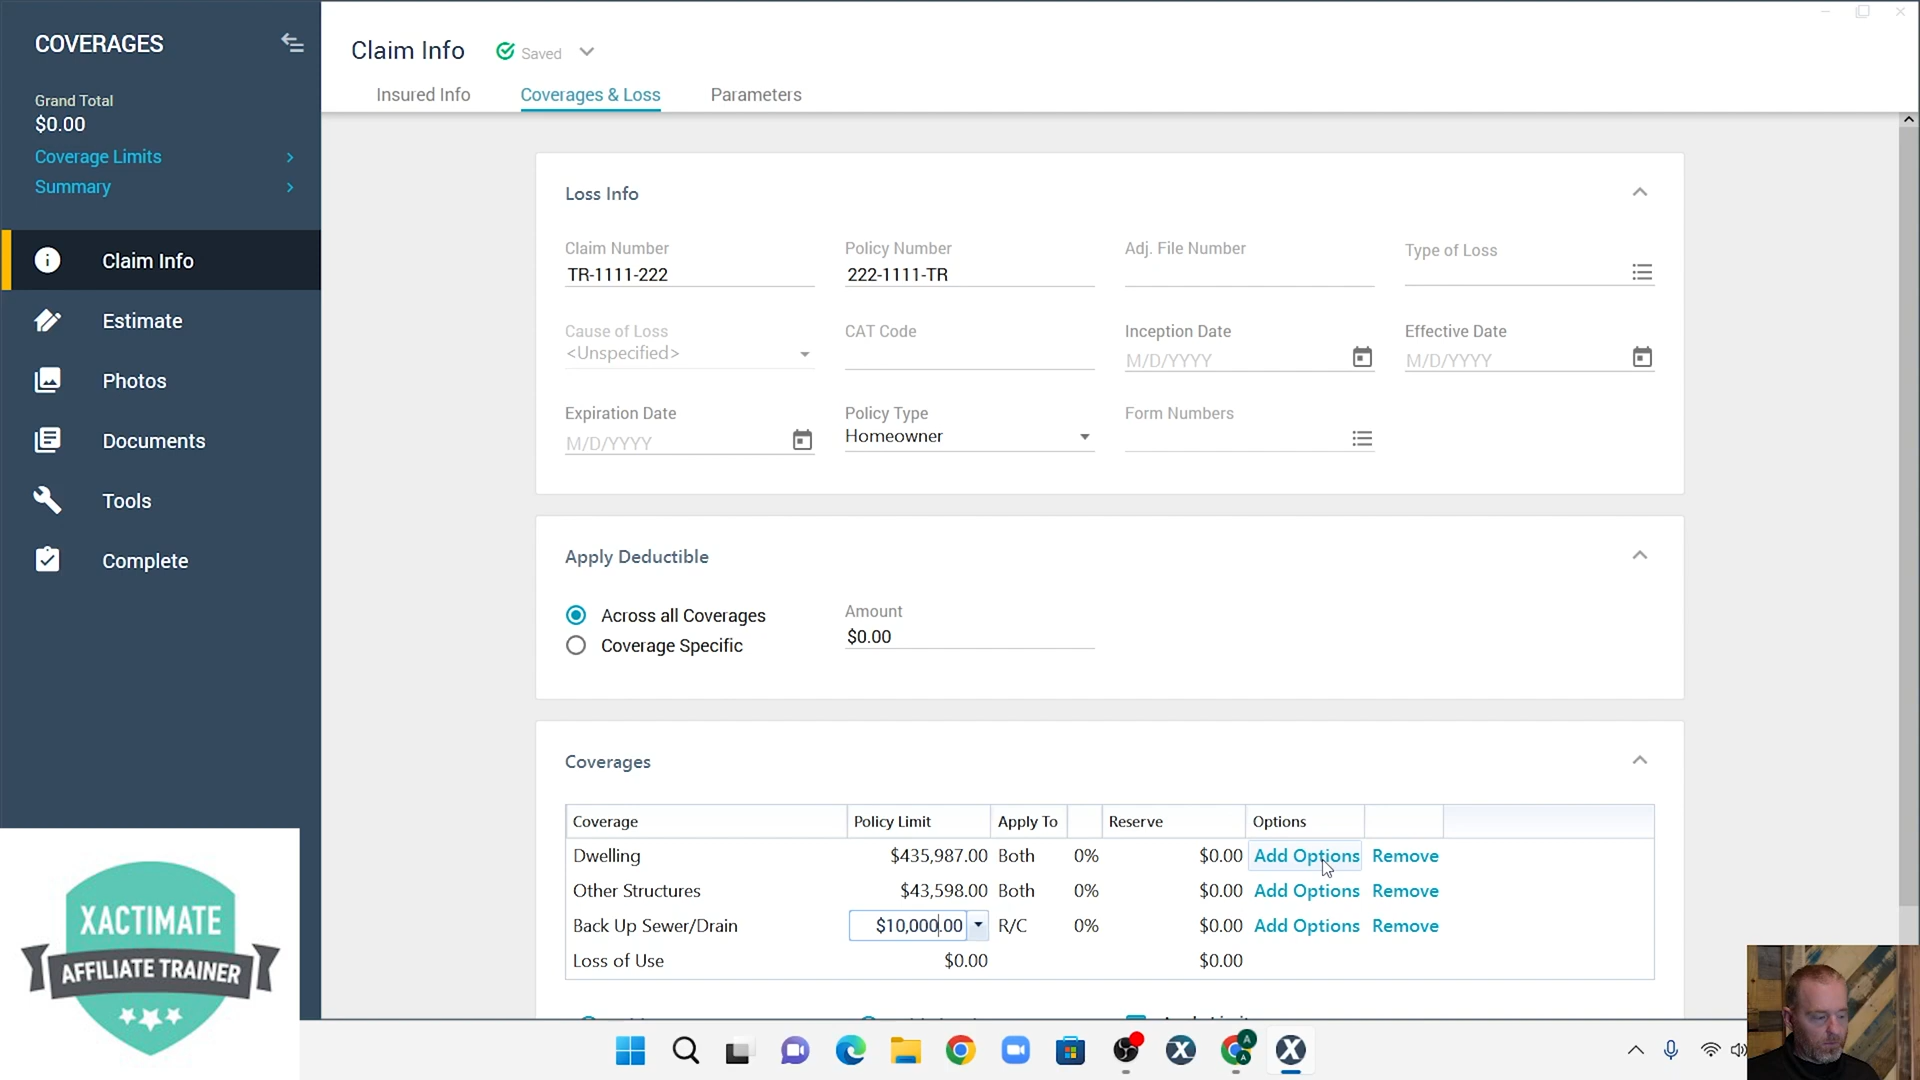 COVERAGES
Grand Total
$0.00
Coverage Limits
Summary
Claim Info
Estimate
Photos
Documents
Tools
Complete
XACTIMATE
AFFILIATE TRAINER
Claim Info
Saved
Insured Info
Coverages & Loss
Parameters
Loss Info
Claim Number
TR-1111-222
Policy Number
222-1111-TR
Adj. File Number
Type of Loss
Cause of Loss
<Unspecified>
CAT Code
Inception Date
M/D/YYYY
Effective Date
M/D/YYYY
Expiration Date
M/D/YYYY
Policy Type
Homeowner
Form Numbers
Apply Deductible
Across all Coverages
Coverage Specific
Amount
$0.00
Coverages
Coverage Policy Limit Apply To Reserve Options
Dwelling $435,987.00 Both 0% $0.00 Add Options Remove
Other Structures $43,598.00 Both 0% $0.00 Add Options Remove
Back Up Sewer/Drain $10,000.00 R/C 0% $0.00 Add Options Remove
Loss of Use $0.00 $0.00